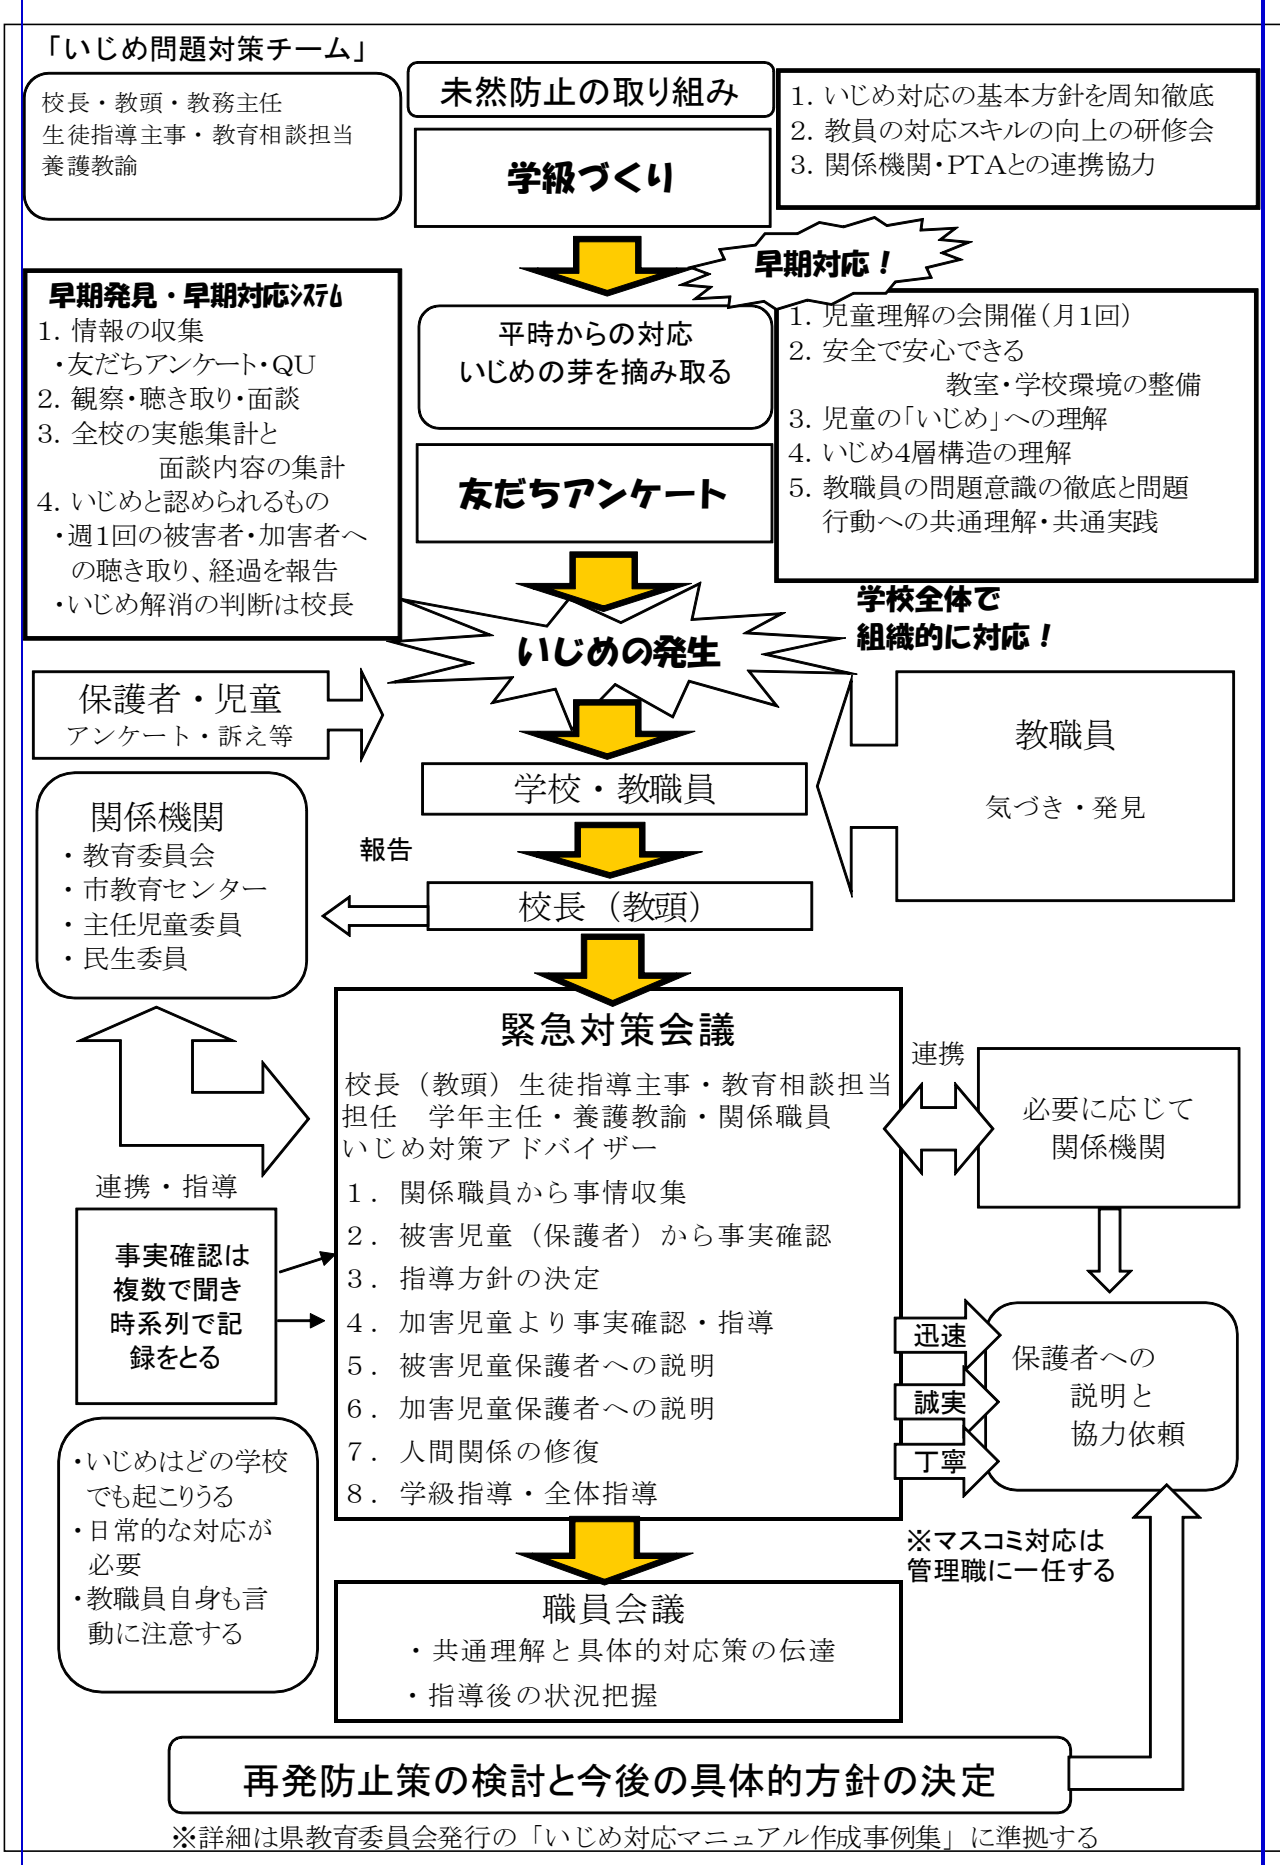 「いじめ問題対策チーム」
校長・教頭・教務主任
生徒指導主事・教育相談担当
養護教諭
未然防止の取り組み
学級づくり
1. いじめ対応の基本方針を周知徹底
2. 教員の対応スキルの向上の研修会
3. 関係機関・PTAとの連携協力
早期対応！
早期発見・早期対応ｼｽﾃﾑ
1. 情報の収集
・友だちアンケート・QU
2. 観察・聴き取り・面談
3. 全校の実態集計と
面談内容の集計
4. いじめと認められるもの
・週1回の被害者・加害者へ
の聴き取り、経過を報告
・いじめ解消の判断は校長
平時からの対応
いじめの芽を摘み取る
友だちアンケート
1. 児童理解の会開催（月1回）
2. 安全で安心できる
教室・学校環境の整備
3. 児童の「いじめ」への理解
4. いじめ4層構造の理解
5. 教職員の問題意識の徹底と問題
行動への共通理解・共通実践
学校全体で
組織的に対応！
いじめの発生
保護者・児童
アンケート・訴え等
教職員
気づき・発見
学校・教職員
関係機関
・教育委員会
・市教育センター
・主任児童委員
・民生委員
報告
校長（教頭）
緊急対策会議
校長（教頭）生徒指導主事・教育相談担当
担任　学年主任・養護教諭・関係職員
いじめ対策アドバイザー
１．関係職員から事情収集
２．被害児童（保護者）から事実確認
３．指導方針の決定
４．加害児童より事実確認・指導
５．被害児童保護者への説明
６．加害児童保護者への説明
７．人間関係の修復
８．学級指導・全体指導
連携
必要に応じて
関係機関
連携・指導
事実確認は
複数で聞き
時系列で記
録をとる
迅速
誠実
丁寧
保護者への
説明と
協力依頼
・いじめはどの学校
でも起こりうる
・日常的な対応が
必要
・教職員自身も言
動に注意する
※マスコミ対応は
管理職に一任する
職員会議
・共通理解と具体的対応策の伝達
・指導後の状況把握
再発防止策の検討と今後の具体的方針の決定
※詳細は県教育委員会発行の「いじめ対応マニュアル作成事例集」に準拠する